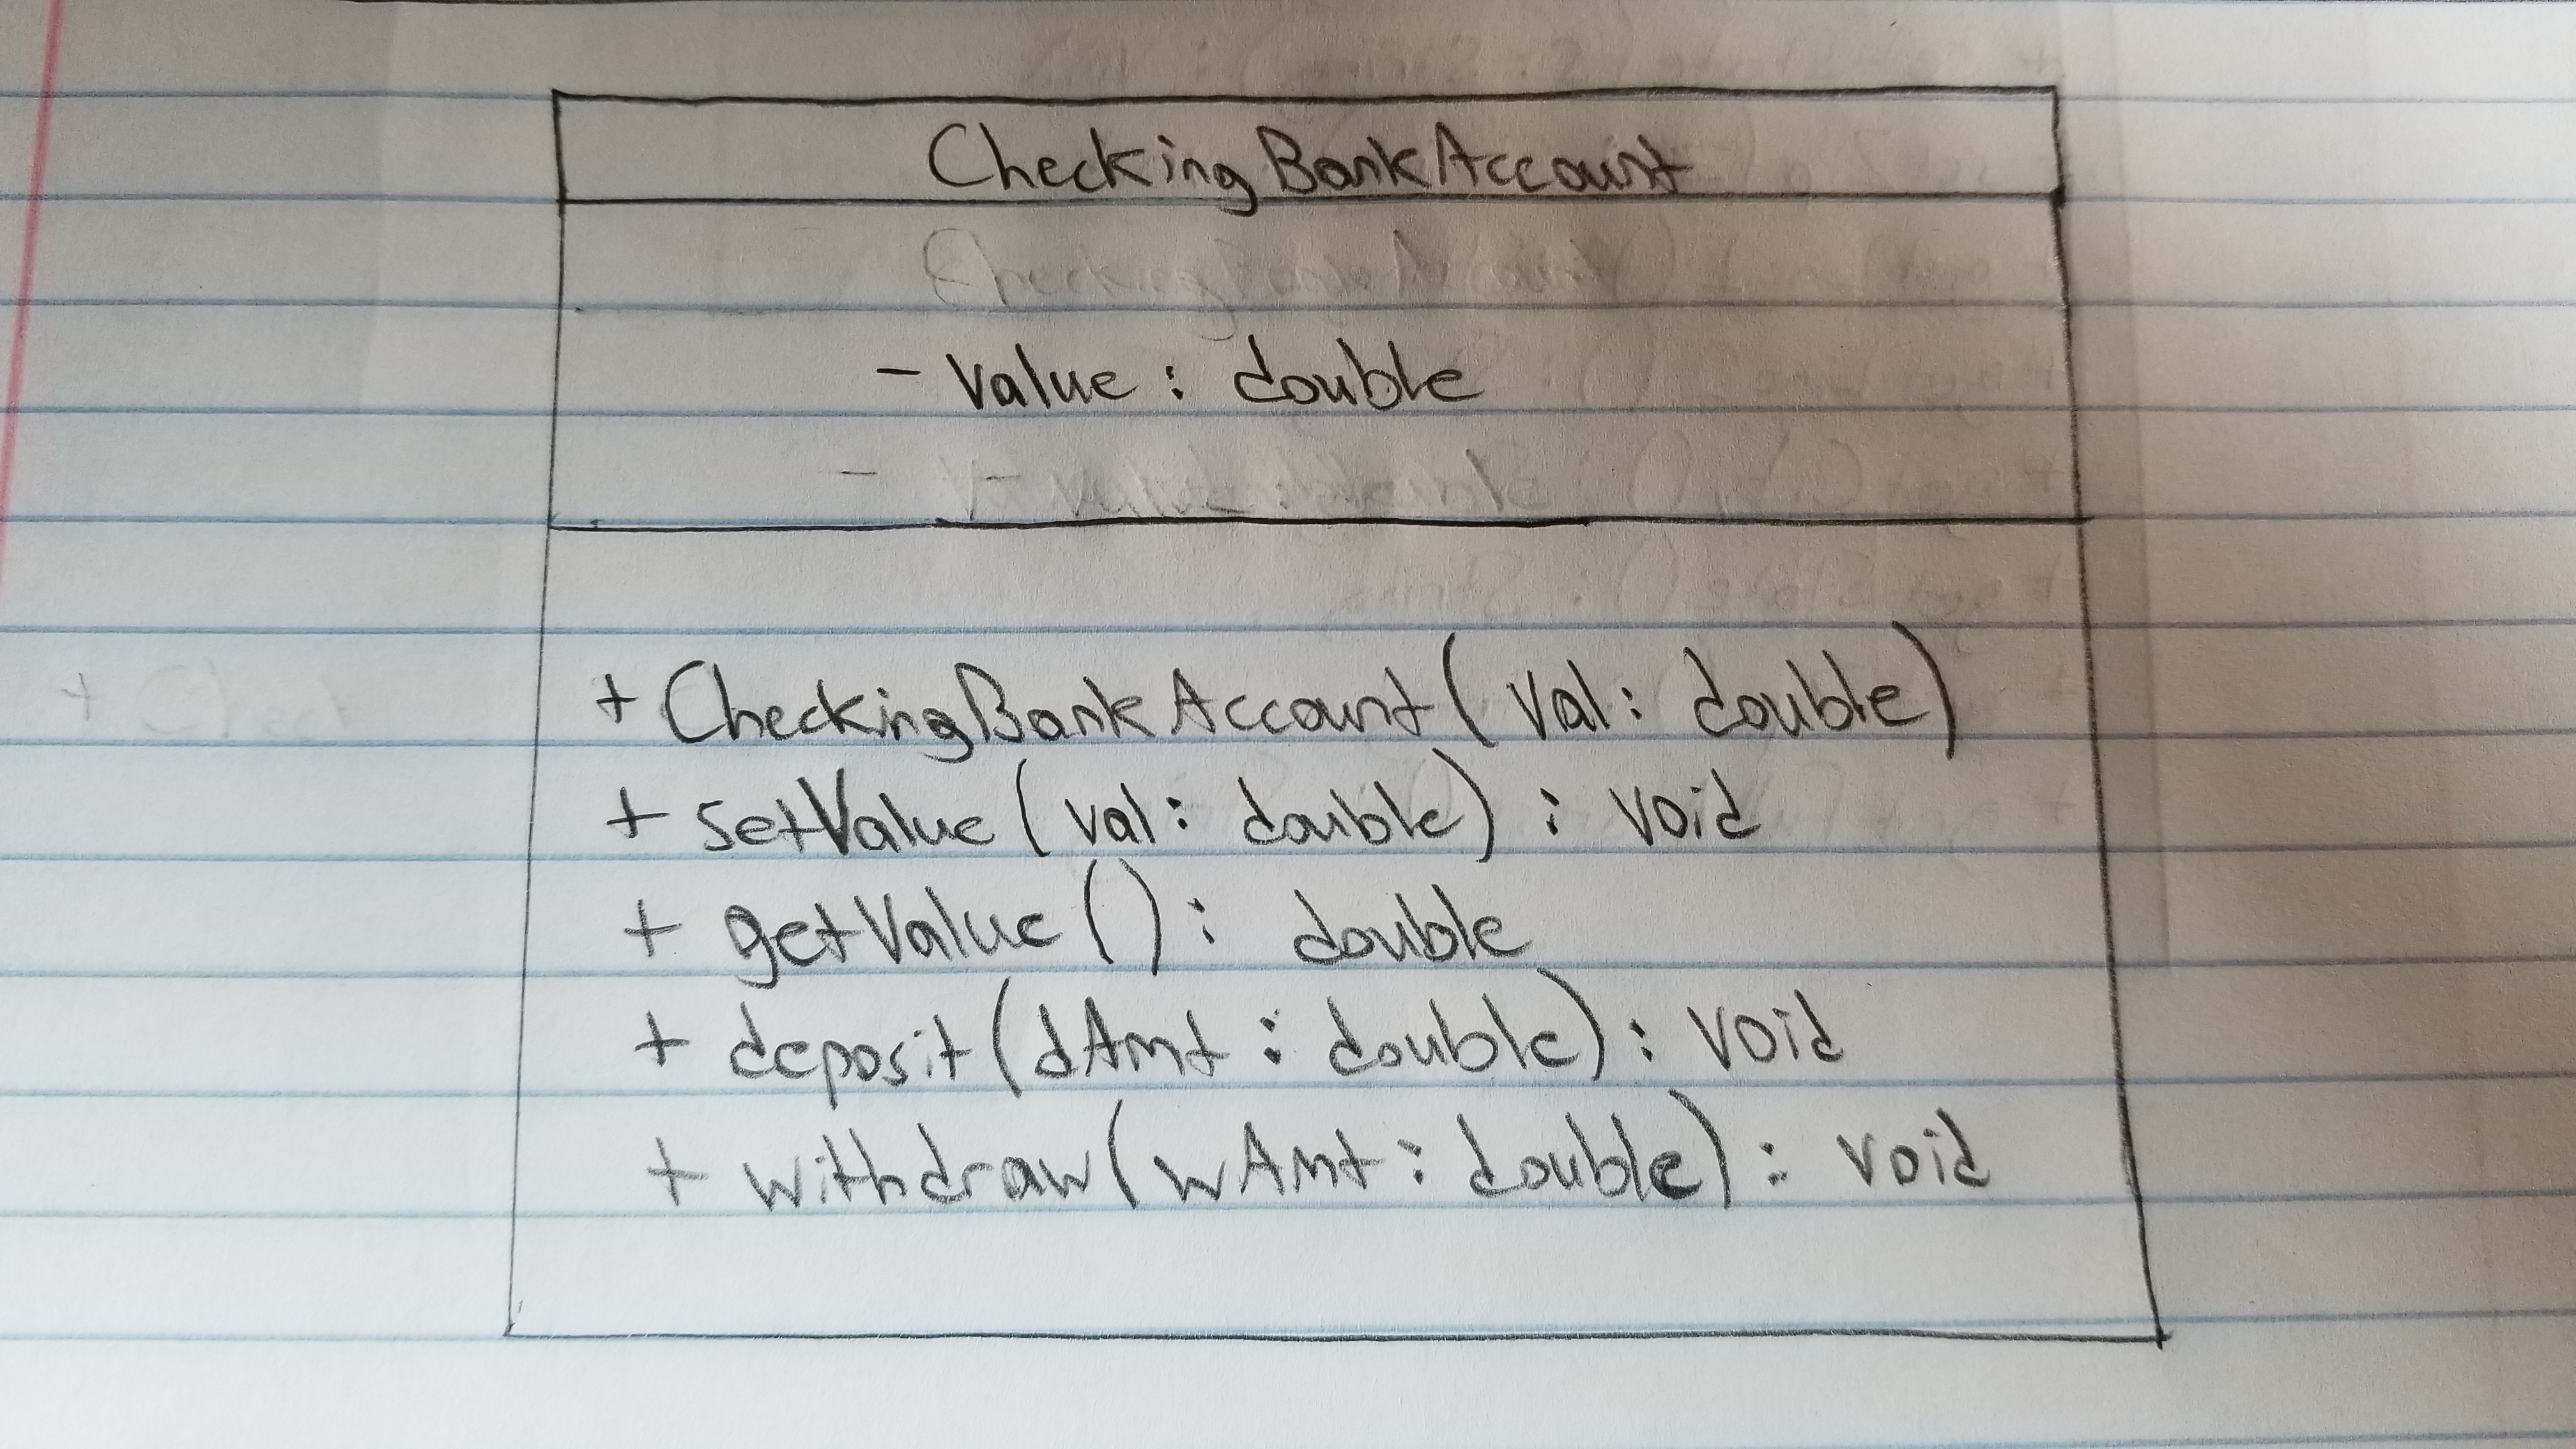 CheckingBankAccount
- value : double
+ CheckingBankAccount(val: double)
+ setValue(val: double) : void
+ getValue(): double
+ deposit(dAmt : double): void
+ withdraw(wAmt : double): void